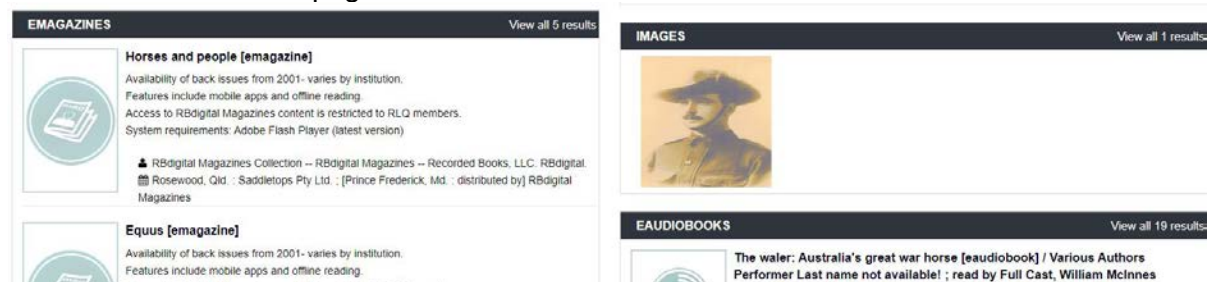 EMAGAZINES
View all 5 results
Horses and people [emagazine]
Availability of back issues from 2001- varies by institution.
Features include mobile apps and offline reading.
Access to RBdigital Magazines content is restricted to RLQ members.
System requirements: Adobe Flash Player (latest version)
RBdigital Magazines Collection -- RBdigital Magazines -- Recorded Books, LLC. RBdigital.
Rosewood, Qld. : Saddletops Pty Ltd. ; [Prince Frederick, Md. : distributed by] RBdigital
Magazines
Equus [emagazine]
Availability of back issues from 2001- varies by institution.
Features include mobile apps and offline reading.
IMAGES
View all 1 results
EAUDIOBOOKS
View all 19 results
The waler: Australia's great war horse [eaudiobook] / Various Authors
Performer Last name not available! ; read by Full Cast, William McInnes